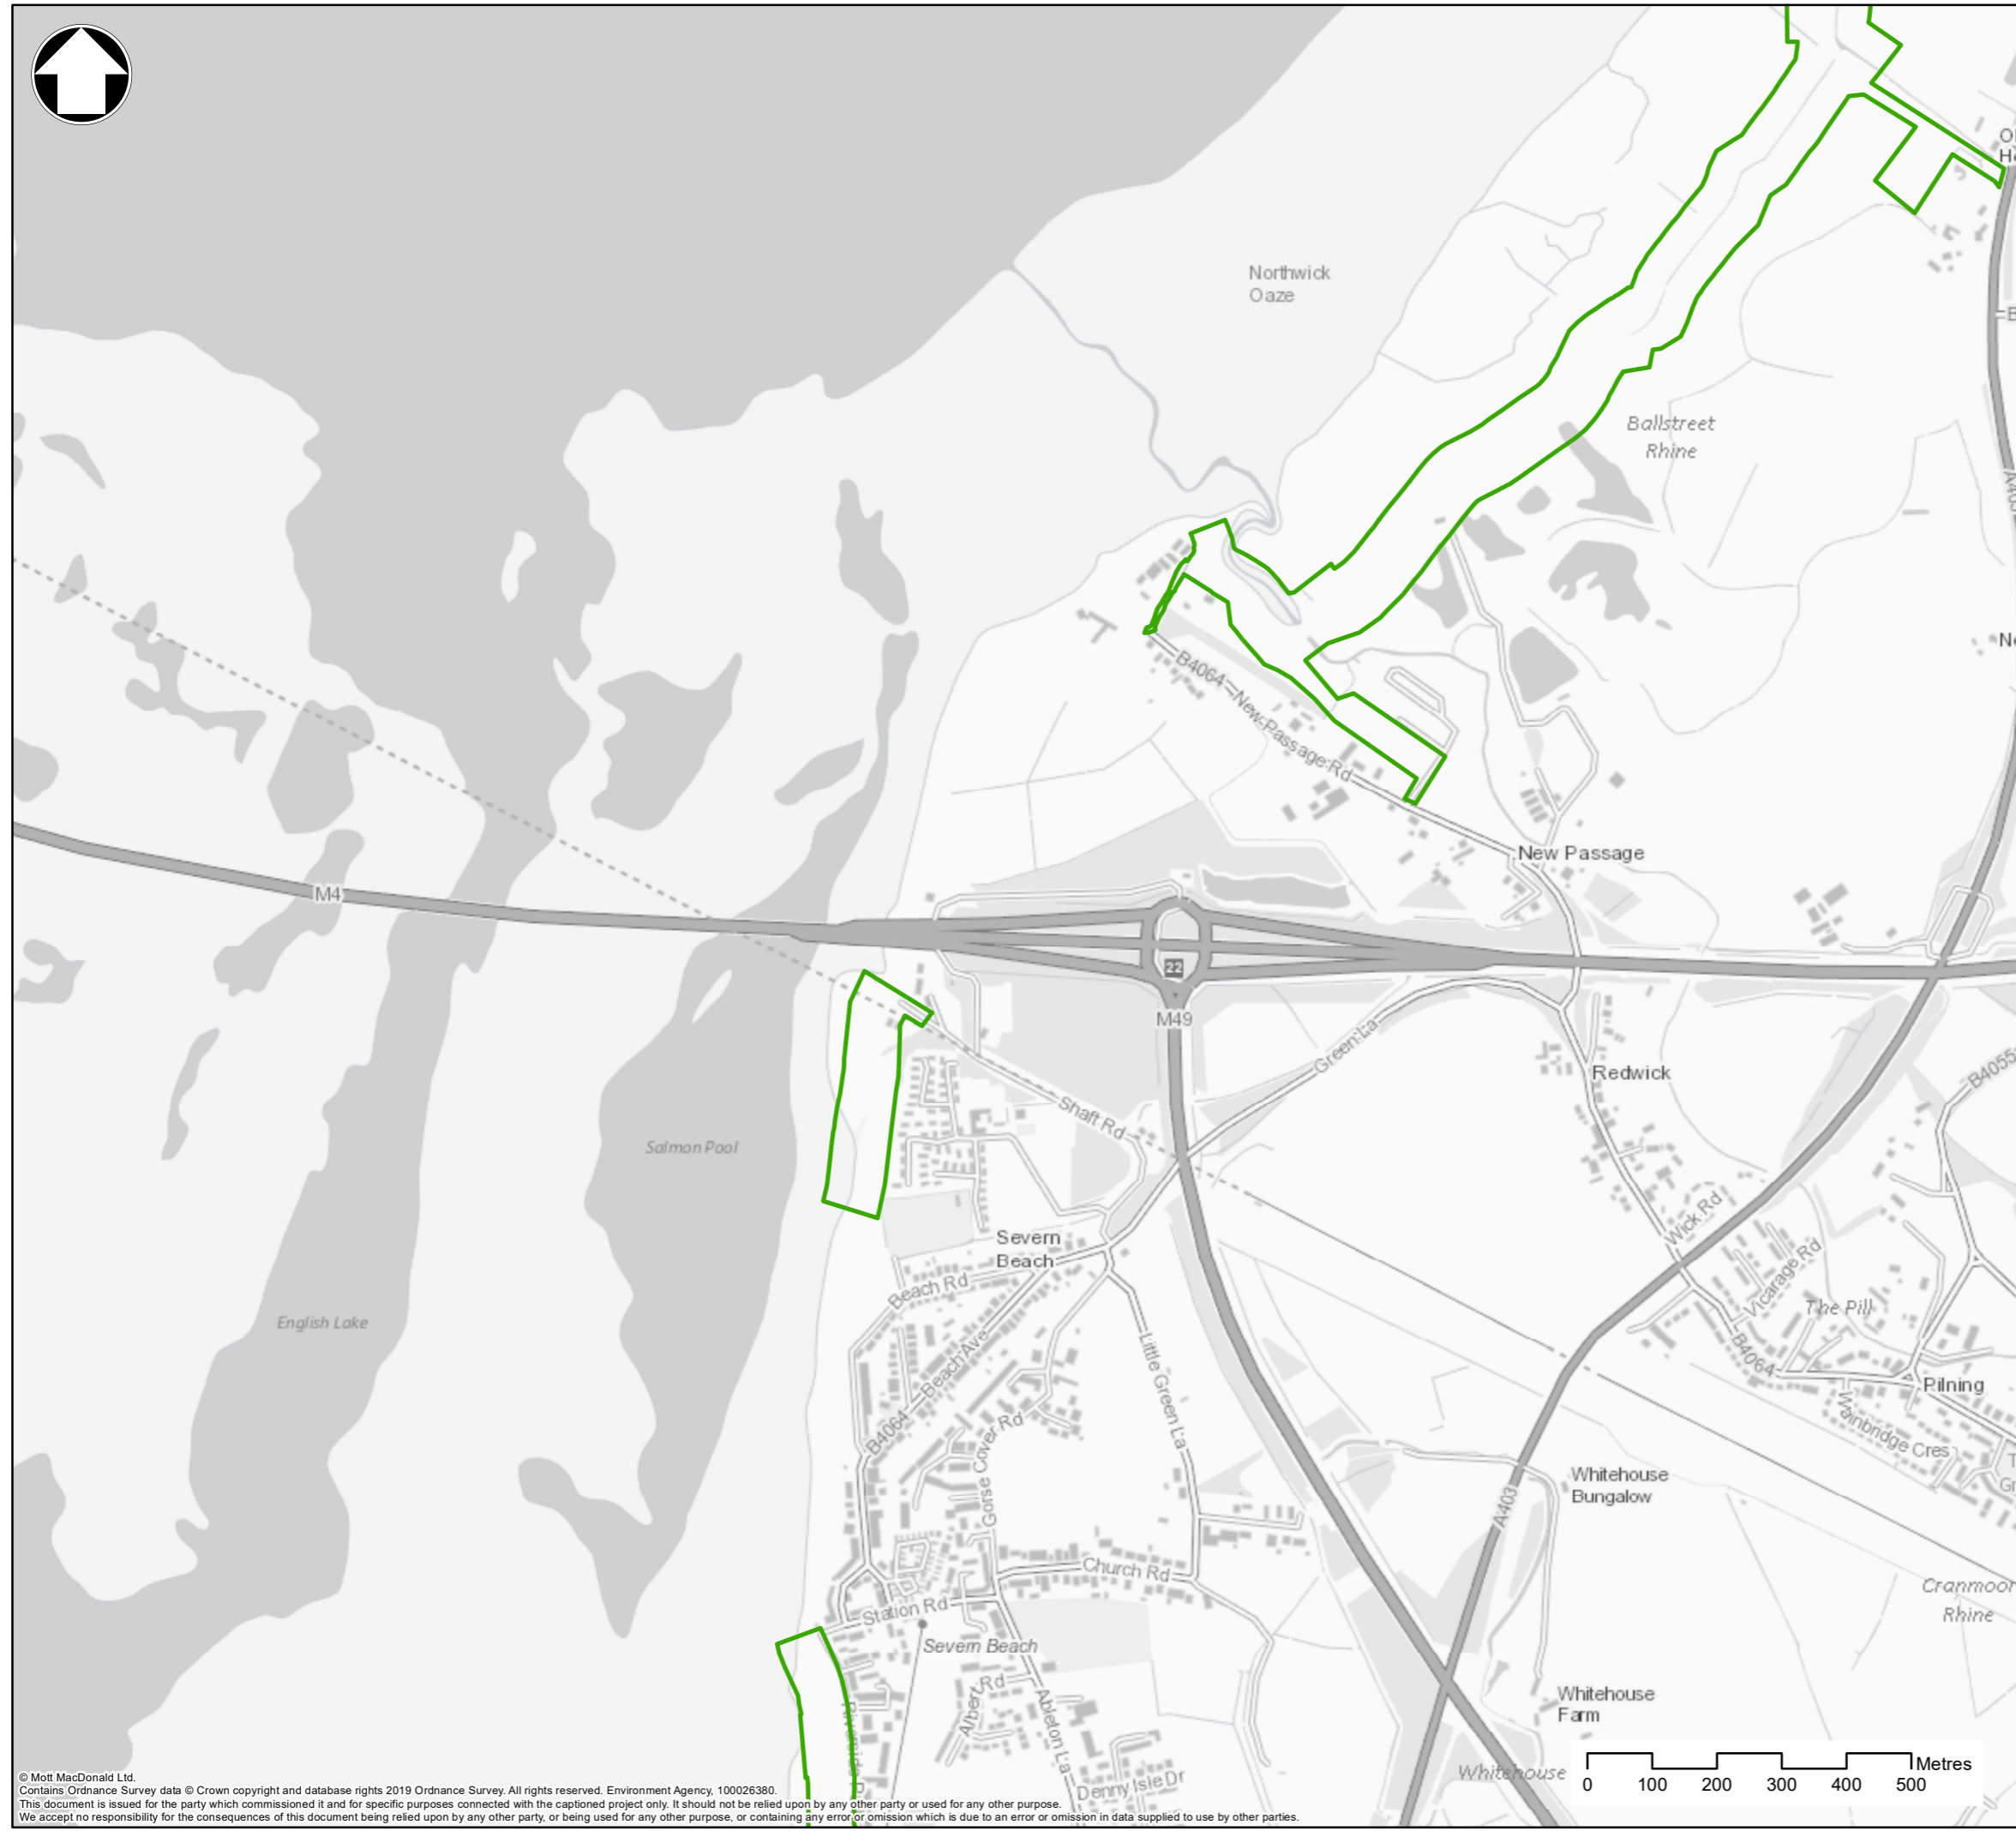 Northwick
Oaze
Ballstreet
Rhine
B4064
New Passage Rd
New Passage
M4
22
M49
Green La
Redwick
B4055
Shaft Rd
Salmon Pool
Wick Rd
Severn
Beach
Vicarage Rd
The Pill
Beach Rd
English Lake
Little Green La
B4064
Beach Ave
B4064
Pilning
Wainbridge Cres
Gorse Cover Rd
Whitehouse
Bungalow
A403
Church Rd
Cranmoor
Rhine
Station Rd
Severn Beach
Albert Rd
Ableton La
Whitehouse
Farm
Denny Isle Dr
Whitehouse
Metres
0 100 200 300 400 500
© Mott MacDonald Ltd.
Contains Ordnance Survey data © Crown copyright and database rights 2019 Ordnance Survey. All rights reserved. Environment Agency, 100026380.
This document is issued for the party which commissioned it and for specific purposes connected with the captioned project only. It should not be relied upon by any other party or used for any other purpose.
We accept no responsibility for the consequences of this document being relied upon by any other party, or being used for any other purpose, or containing any error or omission which is due to an error or omission in data supplied to use by other parties.